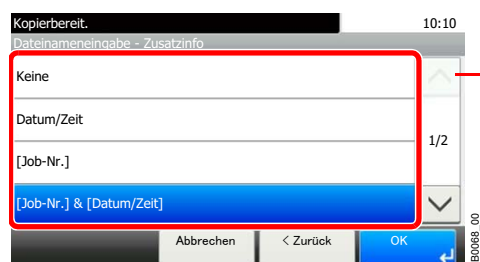 Kopierbereit. 10:10
Dateinameneingabe - Zusatzinfo
Keine
Datum/Zeit
1/2
[Job-Nr.]
[Job-Nr.] & [Datum/Zeit]
Abbrechen < Zurück OK
B0068_00